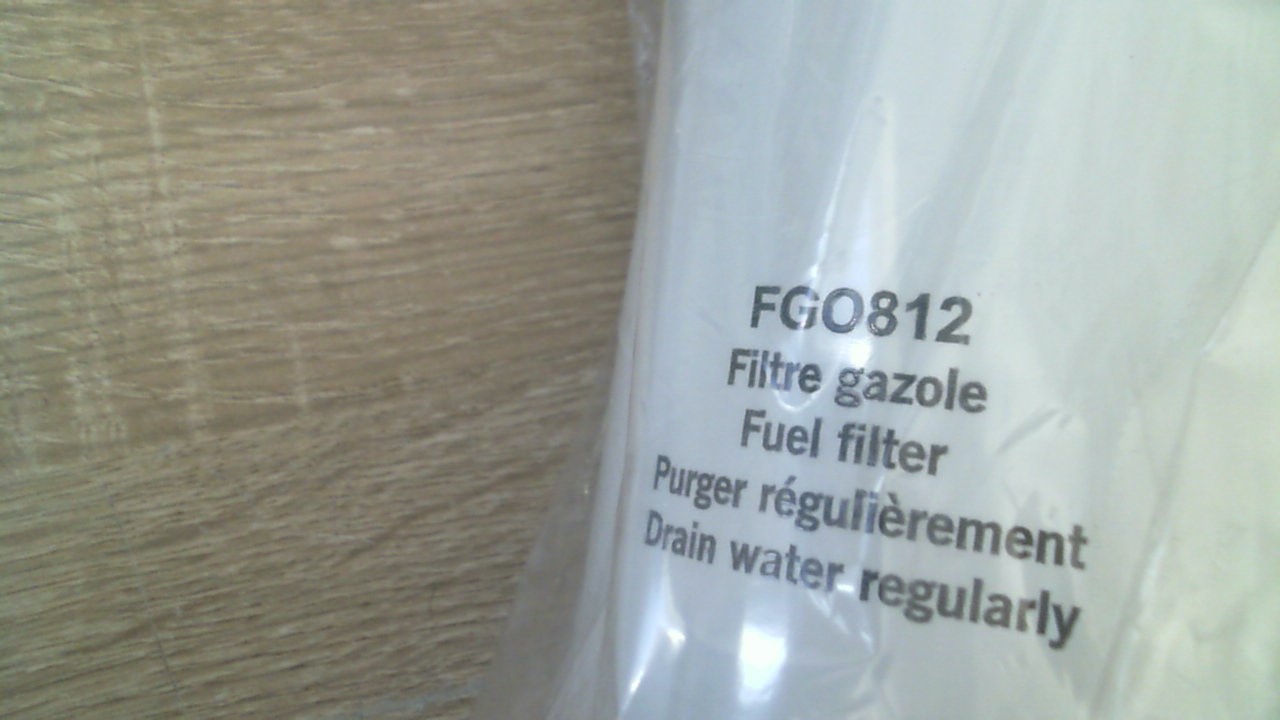 FGO812
Filtre gazole
Fuel filter
Purger régulièrement
Drain water regularly